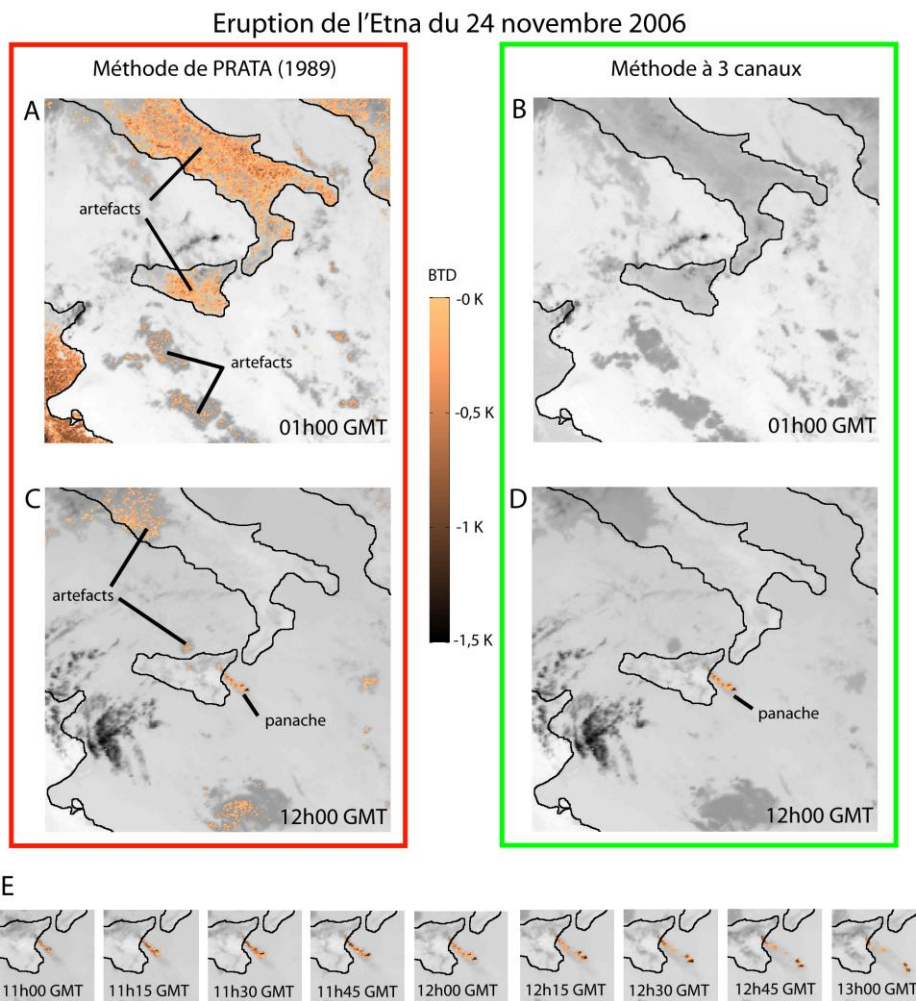 Eruption de l’Etna du 24 novembre 2006
Méthode de PRATA (1989)
A
artefacts
artefacts
01h00 GMT
C
artefacts
panache
12h00 GMT
BTD
-0 K
-0,5 K
-1 K
-1,5 K
Méthode à 3 canaux
B
01h00 GMT
D
panache
12h00 GMT
E
11h00 GMT
11h15 GMT
11h30 GMT
11h45 GMT
12h00 GMT
12h15 GMT
12h30 GMT
12h45 GMT
13h00 GMT